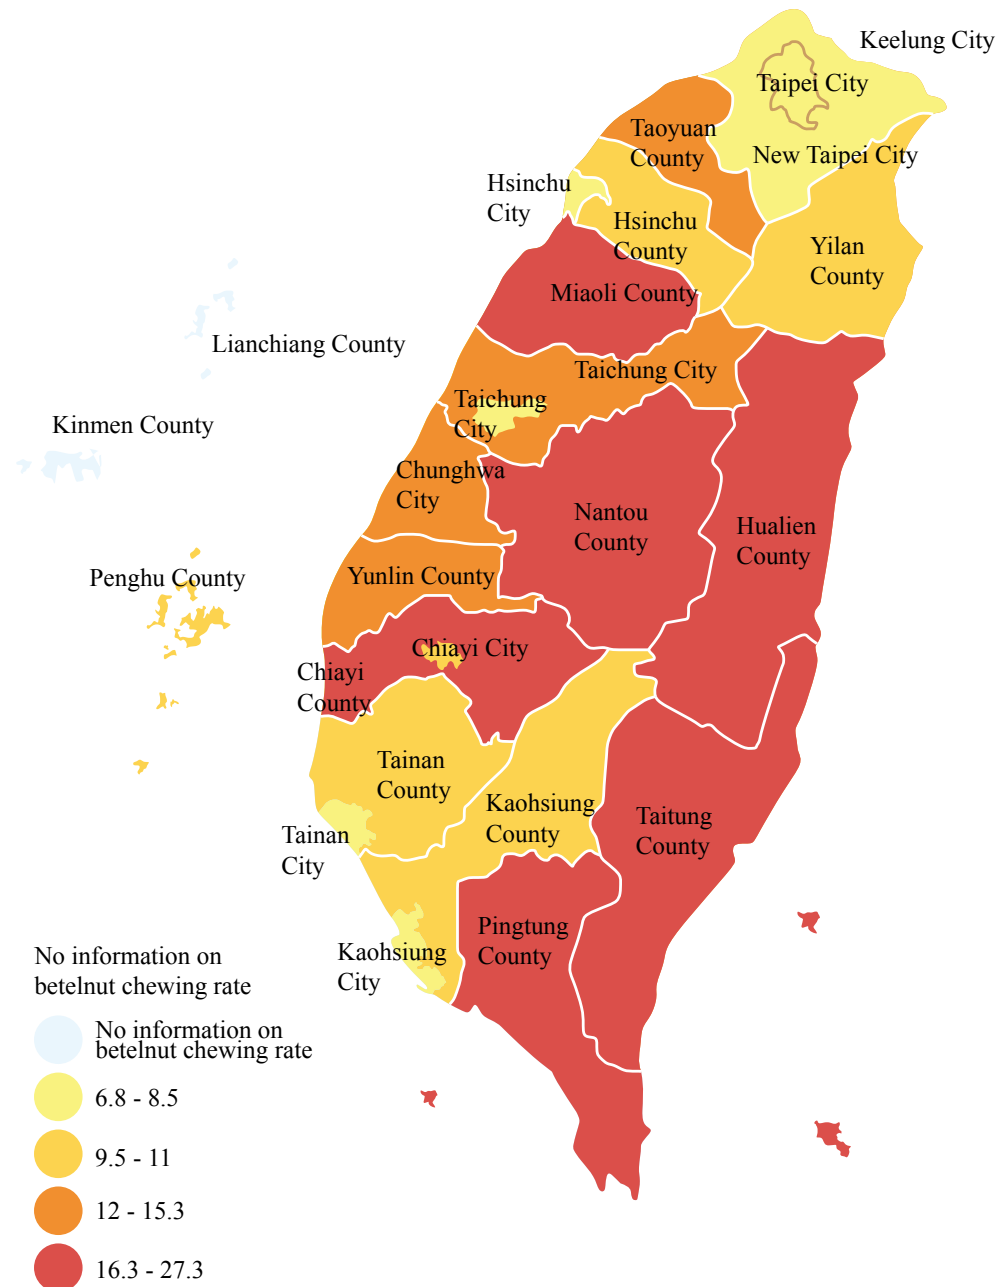 Keelung City
Taipei City
Taoyuan
County
New Taipei City
Hsinchu
City
Hsinchu
County
Yilan
County
Miaoli County
Lianchiang County
Taichung City
Taichung
City
Kinmen County
Chunghwa
City
Nantou
County
Hualien
County
Penghu County
Yunlin County
Chiayi City
Chiayi
County
Tainan
County
Kaohsiung
County
Taitung
County
Tainan
City
Pingtung
County
Kaohsiung
City
No information on
betelnut chewing rate
No information on
betelnut chewing rate
6.8 - 8.5
9.5 - 11
12 - 15.3
16.3 - 27.3